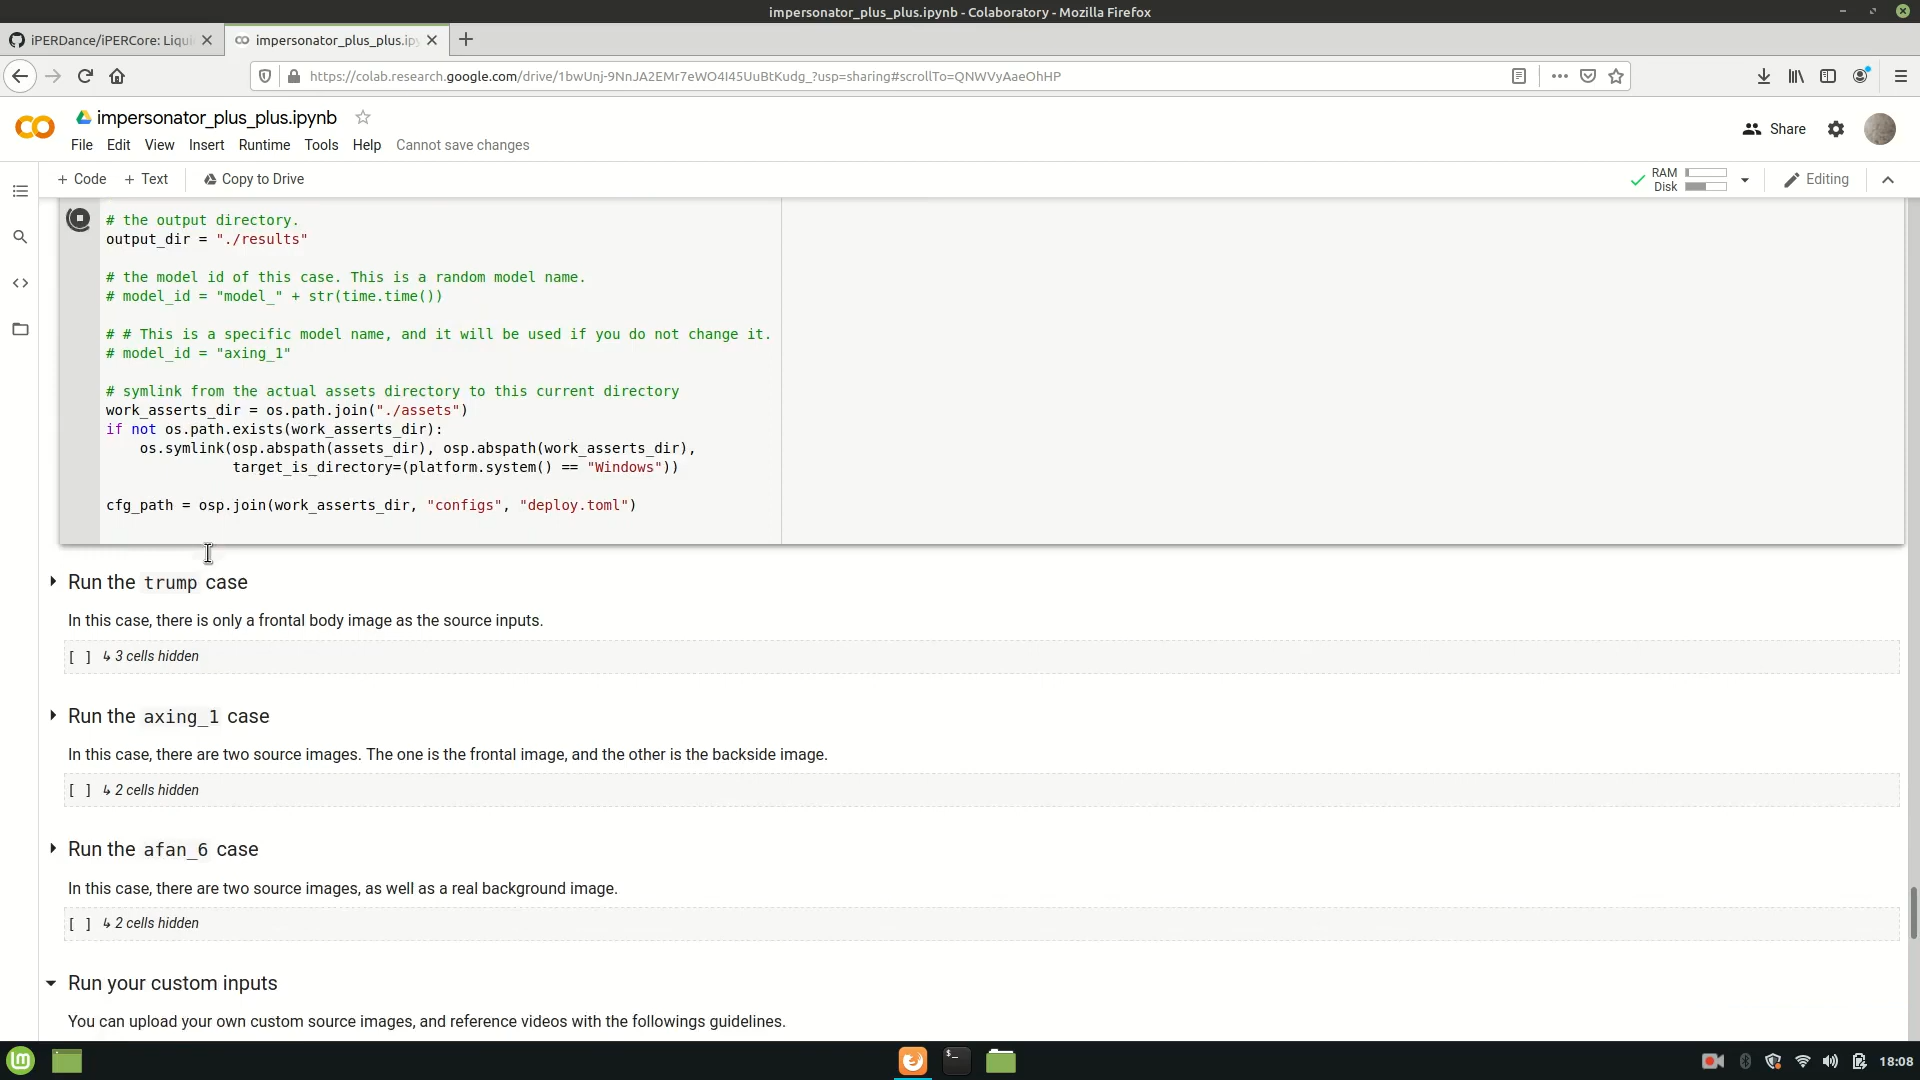 impersonator_plus_plus.ipynb - Colaboratory - Mozilla Firefox
iPERDance/iPERCore: Liqui
impersonator_plus_plus.ip
https://colab.research.google.com/drive/1bwUnj-9NnJA2EMr7eWO4I45UuBtKudg_?usp=sharing#scrollTo=QNWVyAaeOhHP
impersonator_plus_plus.ipynb
Share
File Edit View Insert Runtime Tools Help Cannot save changes
+ Code + Text Copy to Drive
RAM
Disk
Editing
# the output directory.
output_dir = "./results"
# the model id of this case. This is a random model name.
# model_id = "model_" + str(time.time())
# # This is a specific model name, and it will be used if you do not change it.
# model_id = "axing_1"
# symlink from the actual assets directory to this current directory
work_asserts_dir = os.path.join("./assets")
if not os.path.exists(work_asserts_dir):
os.symlink(osp.abspath(assets_dir), osp.abspath(work_asserts_dir),
target_is_directory=(platform.system() == "Windows"))
cfg_path = osp.join(work_asserts_dir, "configs", "deploy.toml")
Run the trump case
In this case, there is only a frontal body image as the source inputs.
[ ] ↳ 3 cells hidden
Run the axing_1 case
In this case, there are two source images. The one is the frontal image, and the other is the backside image.
[ ] ↳ 2 cells hidden
Run the afan_6 case
In this case, there are two source images, as well as a real background image.
[ ] ↳ 2 cells hidden
Run your custom inputs
You can upload your own custom source images, and reference videos with the followings guidelines.
18:08